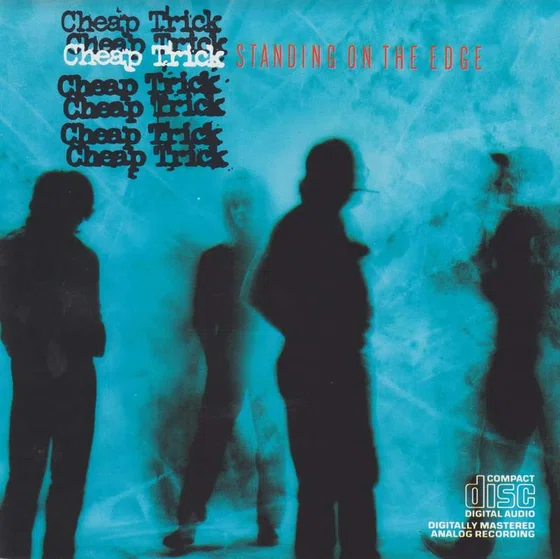 Cheap Trick
Cheap Trick
Cheap Trick STANDING ON THE EDGE
Cheap Trick
Cheap Trick
Cheap Trick
Cheap Trick
COMPACT
disc
DIGITAL AUDIO
DIGITALLY MASTERED
ANALOG RECORDING